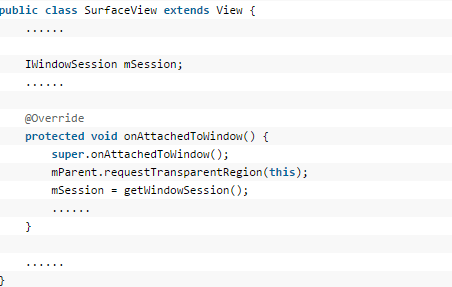 public class SurfaceView extends View {
    ......
    IWindowSession mSession;
    ......
    @Override
    protected void onAttachedToWindow() {
        super.onAttachedToWindow();
        mParent.requestTransparentRegion(this);
        mSession = getWindowSession();
        ......
    }
    ......
}